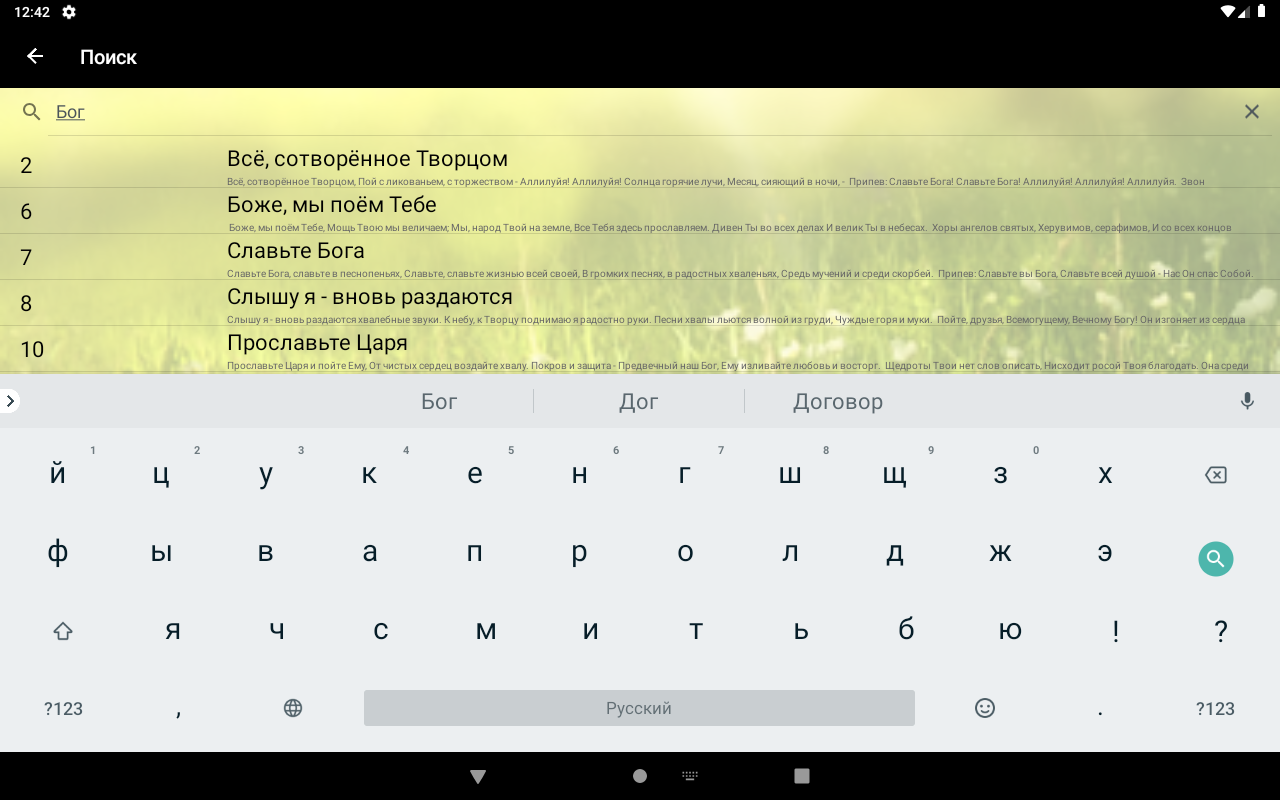 12:42
Поиск
Бог
2
Всё, сотворённое Творцом
Всё, сотворённое Творцом, Пой с ликованьем, с торжеством - Аллилуйя! Аллилуйя! Солнца горячие лучи, Месяц, сияющий в ночи, - Припев: Славьте Бога! Славьте Бога! Аллилуйя! Аллилуйя! Аллилуйя. Звон
6
Боже, мы поём Тебе
Боже, мы поём Тебе, Мощь Твою мы величаем; Мы, народ Твой на земле, Все Тебя здесь прославляем. Дивен Ты во всех делах И велик Ты в небесах. Хоры ангелов святых, Херувимов, серафимов, И со всех концов
7
Славьте Бога
Славьте Бога, славьте в песнопеньях, Славьте, славьте жизнью всей своей, В громких песнях, в радостных хваленьях, Средь мучений и среди скорбей. Припев: Славьте вы Бога, Славьте всей душой - Нас Он спас Собой.
8
Слышу я - вновь раздаются
Слышу я - вновь раздаются хвалебные звуки. К небу, к Творцу поднимаю я радостно руки. Песни хвалы льются волной из груди, Чуждые горя и муки. Пойте, друзья, Всемогущему, Вечному Богу! Он изгоняет из сердца
10
Прославьте Царя
Прославьте Царя и пойте Ему, От чистых сердец воздайте хвалу. Покров и защита - Предвечный наш Бог, Ему изливайте любовь и восторг. Щедроты Твои нет слов описать, Нисходит росой Твоя благодать. Она среди
Бог Дог Договор
й 1 ц 2 у 3 к 4 е 5 н 6 г 7 ш 8 щ 9 з 0 х
ф ы в а п р о л д ж э
я ч с м и т ь б ю ! ?
?123 , Русский . ?123